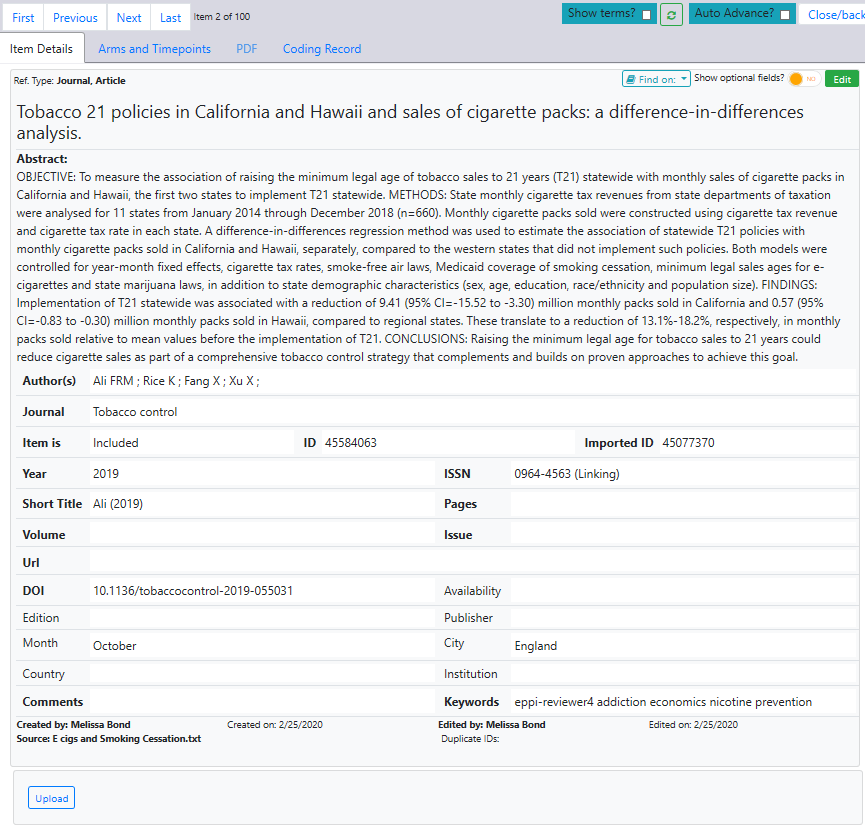 First Previous Next Last Item 2 of 100 Show terms? Auto Advance? Close/back
Item Details Arms and Timepoints PDF Coding Record
Ref. Type: Journal, Article Find on: Show optional fields? NO Edit
Tobacco 21 policies in California and Hawaii and sales of cigarette packs: a difference-in-differences
analysis.
Abstract:
OBJECTIVE: To measure the association of raising the minimum legal age of tobacco sales to 21 years (T21) statewide with monthly sales of cigarette packs in
California and Hawaii, the first two states to implement T21 statewide. METHODS: State monthly cigarette tax revenues from state departments of taxation
were analysed for 11 states from January 2014 through December 2018 (n=660). Monthly cigarette packs sold were constructed using cigarette tax revenue
and cigarette tax rate in each state. A difference-in-differences regression method was used to estimate the association of statewide T21 policies with
monthly cigarette packs sold in California and Hawaii, separately, compared to the western states that did not implement such policies. Both models were
controlled for year-month fixed effects, cigarette tax rates, smoke-free air laws, Medicaid coverage of smoking cessation, minimum legal sales ages for e-
cigarettes and state marijuana laws, in addition to state demographic characteristics (sex, age, education, race/ethnicity and population size). FINDINGS:
Implementation of T21 statewide was associated with a reduction of 9.41 (95% CI=-15.52 to -3.30) million monthly packs sold in California and 0.57 (95%
CI=-0.83 to -0.30) million monthly packs sold in Hawaii, compared to regional states. These translate to a reduction of 13.1%-18.2%, respectively, in monthly
packs sold relative to mean values before the implementation of T21. CONCLUSIONS: Raising the minimum legal age for tobacco sales to 21 years could
reduce cigarette sales as part of a comprehensive tobacco control strategy that complements and builds on proven approaches to achieve this goal.
Author(s) Ali FRM ; Rice K ; Fang X ; Xu X ;
Journal Tobacco control
Item is Included ID 45584063 Imported ID 45077370
Year 2019 ISSN 0964-4563 (Linking)
Short Title Ali (2019) Pages
Volume Issue
Url
DOI 10.1136/tobaccocontrol-2019-055031 Availability
Edition Publisher
Month October City England
Country Institution
Comments Keywords eppi-reviewer4 addiction economics nicotine prevention
Created by: Melissa Bond Created on: 2/25/2020 Edited by: Melissa Bond Edited on: 2/25/2020
Source: E cigs and Smoking Cessation.txt Duplicate IDs:
Upload